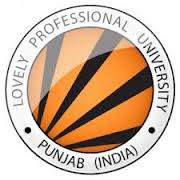 LOVELY PROFESSIONAL UNIVERSITY
PUNJAB (INDIA)